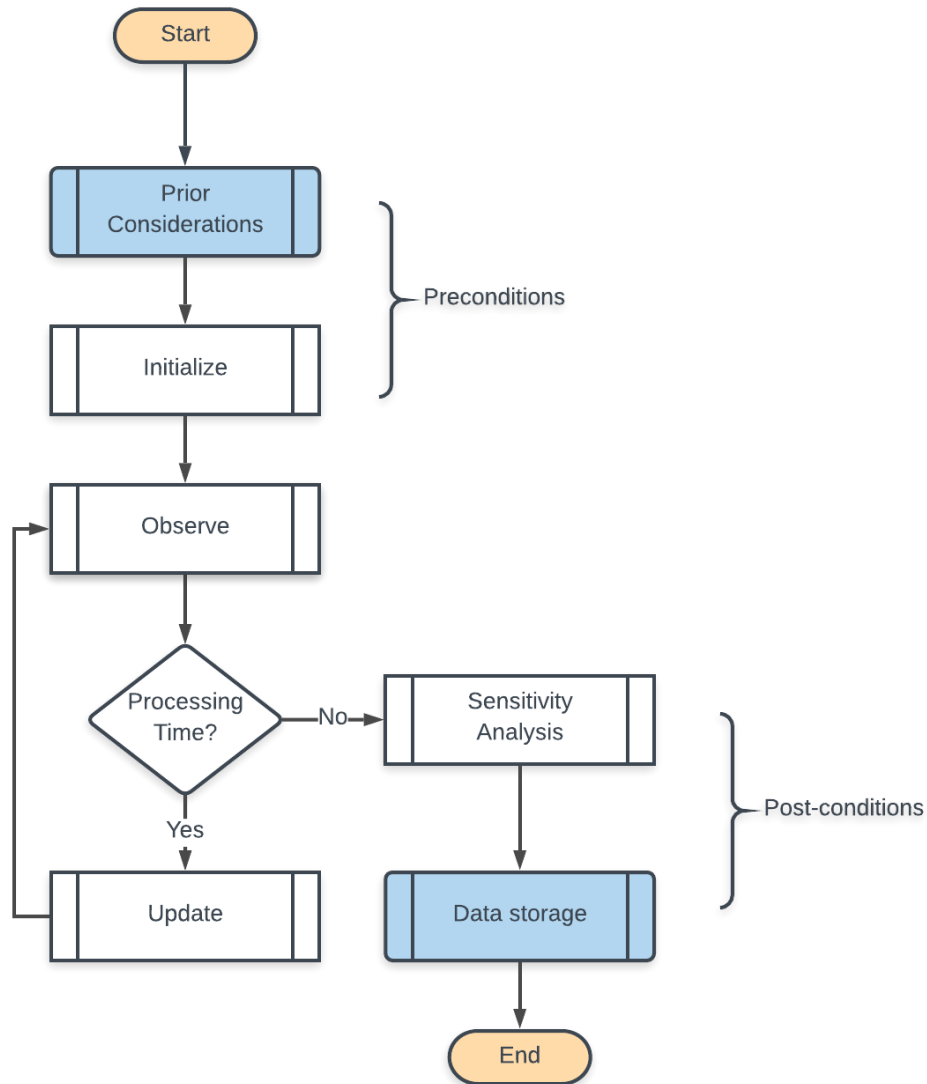 Start
Prior
Considerations
Preconditions
Initialize
Observe
Processing
Time?
No
Sensitivity
Analysis
Post-conditions
Yes
Update
Data storage
End